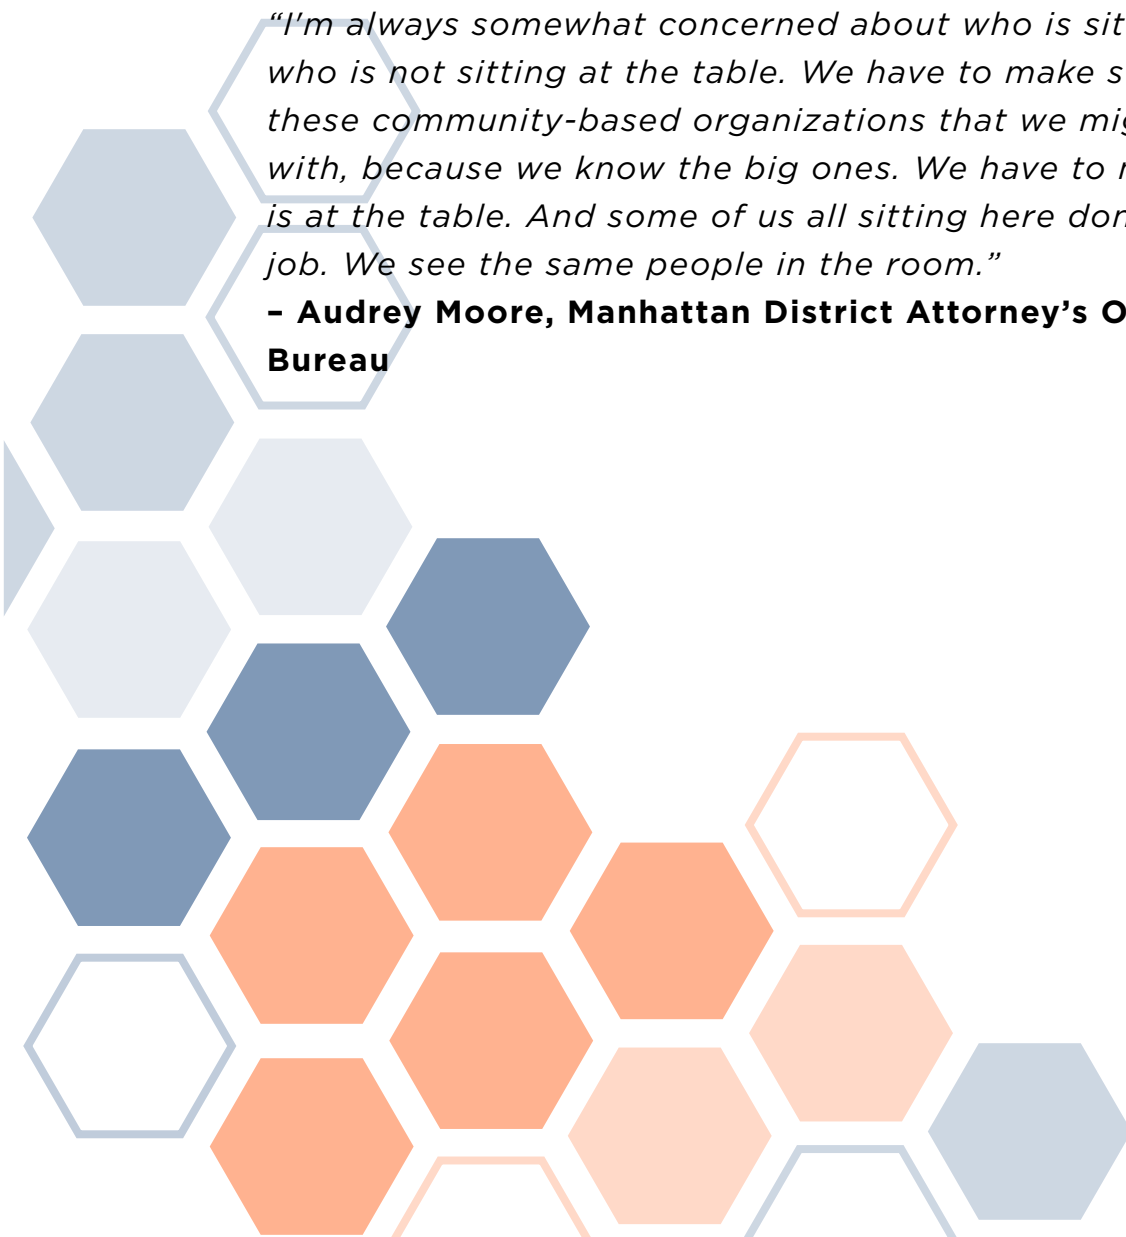 “I'm always somewhat concerned about who is sit
who is not sitting at the table. We have to make s
these community-based organizations that we mig
with, because we know the big ones. We have to
is at the table. And some of us all sitting here don
job. We see the same people in the room.”
– Audrey Moore, Manhattan District Attorney’s O
Bureau